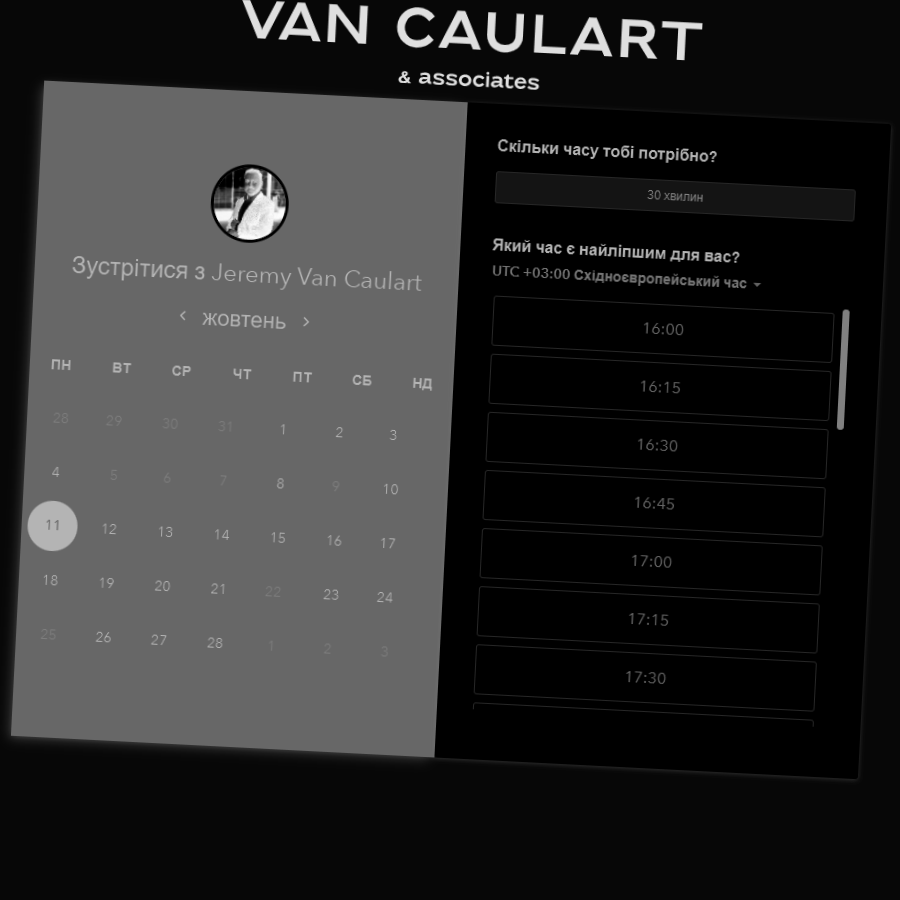 VAN CAULART
& associates
Зустрітися з Jeremy Van Caulart
жовтень
ПН ВТ СР ЧТ ПТ СБ НД
28 29 30 31 1 2 3
4 5 6 7 8 9 10
11 12 13 14 15 16 17
18 19 20 21 22 23 24
25 26 27 28 1 2 3
Скільки часу тобі потрібно?
30 хвилин
Який час є найліпшим для вас?
UTC +03:00 Східноєвропейський час
16:00
16:15
16:30
16:45
17:00
17:15
17:30